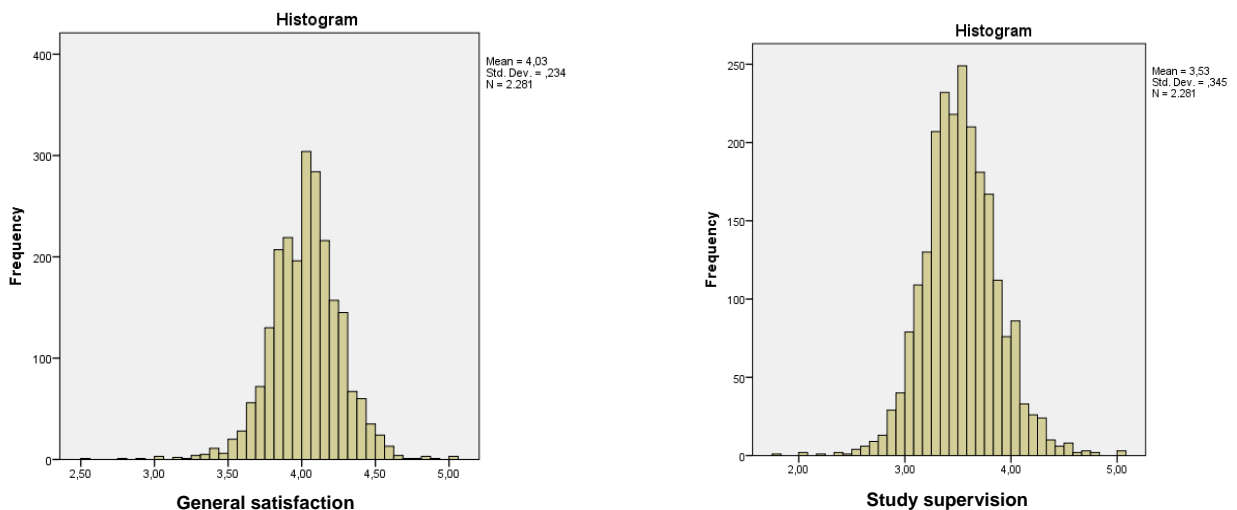 Histogram
Mean = 4,03
Std. Dev. = ,234
N = 2.281
400
300
200
100
0
Frequency
2,50 3,00 3,50 4,00 4,50 5,00
General satisfaction
Histogram
Mean = 3,53
Std. Dev. = ,345
N = 2.281
250
200
150
100
50
0
Frequency
2,00 3,00 4,00 5,00
Study supervision